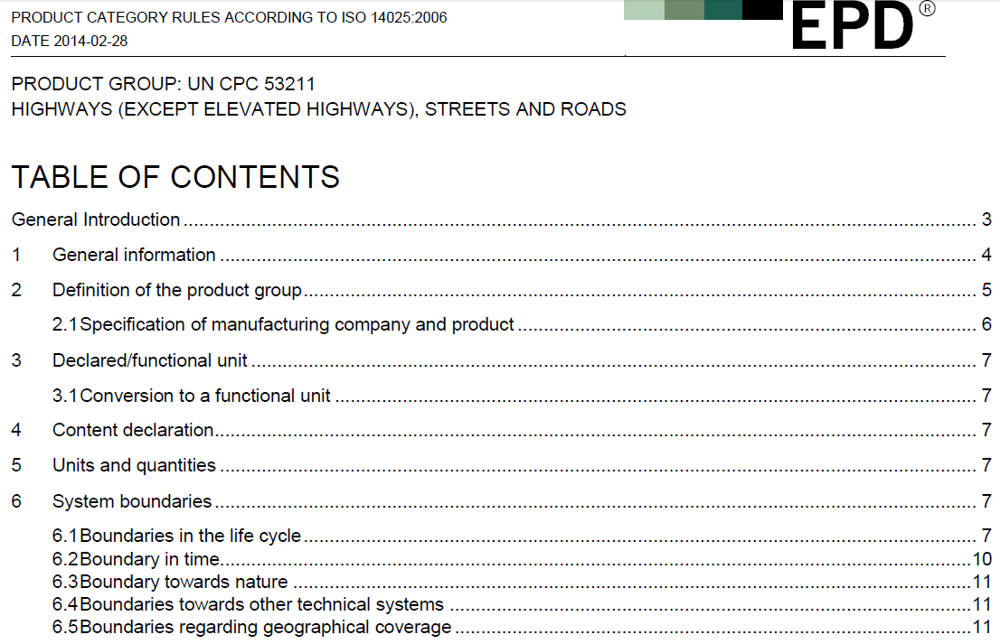 PRODUCT CATEGORY RULES ACCORDING TO ISO 14025:2006
DATE 2014-02-28
EPD®
PRODUCT GROUP: UN CPC 53211
HIGHWAYS (EXCEPT ELEVATED HIGHWAYS), STREETS AND ROADS
TABLE OF CONTENTS
General Introduction ........ 3
1 General information ........ 4
2 Definition of the product group ........ 5
2.1 Specification of manufacturing company and product ........ 6
3 Declared/functional unit ........ 7
3.1 Conversion to a functional unit ........ 7
4 Content declaration ........ 7
5 Units and quantities ........ 7
6 System boundaries ........ 7
6.1 Boundaries in the life cycle ........ 7
6.2 Boundary in time ........ 10
6.3 Boundary towards nature ........ 11
6.4 Boundaries towards other technical systems ........ 11
6.5 Boundaries regarding geographical coverage ........ 11